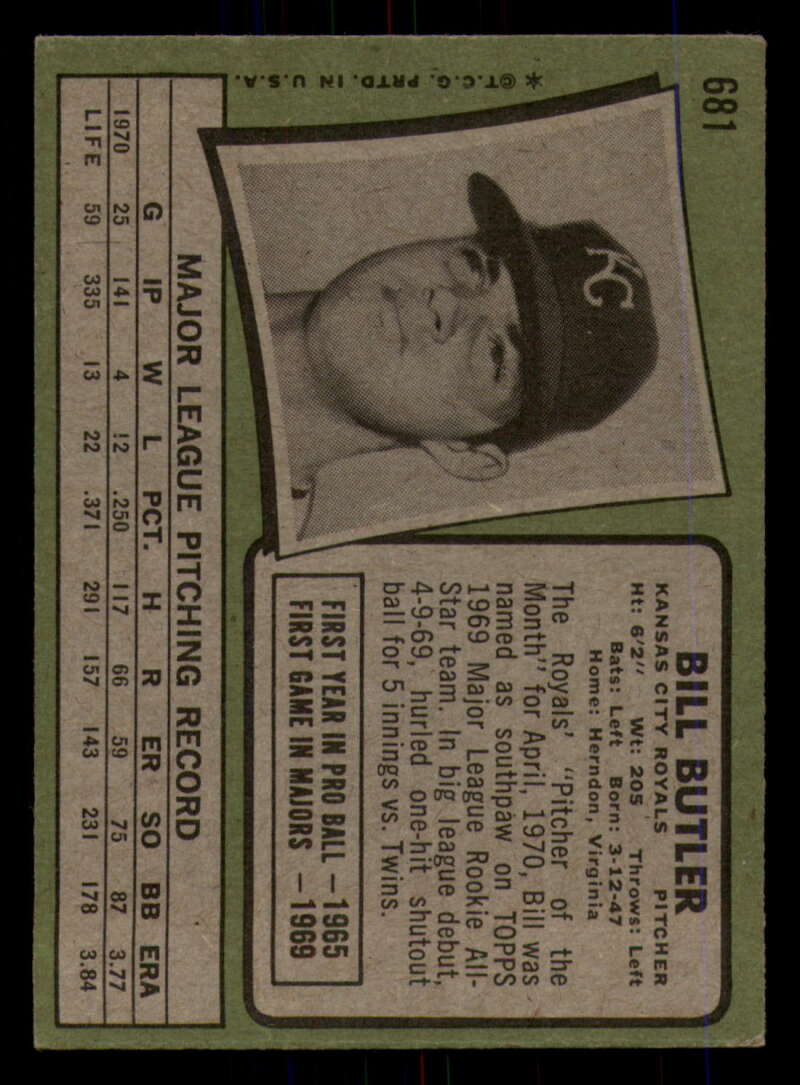 681
*©T.C.G. PRTD. IN U.S.A.
KC
BILL BUTLER
KANSAS CITY ROYALS PITCHER
Ht: 6'2" Wt: 205 Throws: Left
Bats: Left Born: 3-12-47
Home: Herndon, Virginia
The Royals' "Pitcher of the
Month" for April, 1970, Bill was
named as southpaw on TOPPS
1969 Major League Rookie All-
Star team. In big league debut,
4-9-69, hurled one-hit shutout
ball for 5 innings vs. Twins.
FIRST YEAR IN PRO BALL — 1965
FIRST GAME IN MAJORS — 1969
MAJOR LEAGUE PITCHING RECORD
G IP W L PCT. H R ER SO BB ERA
1970 25 141 4 12 .250 117 66 59 75 87 3.77
LIFE 59 335 13 22 .371 291 157 143 231 178 3.84